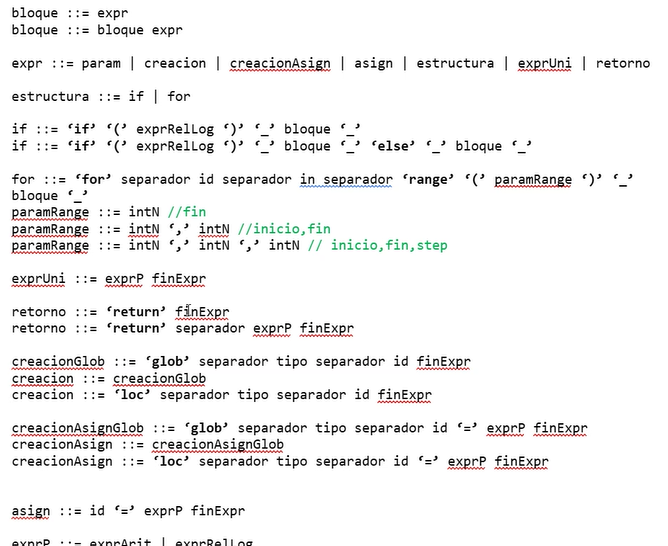 bloque ::= expr
bloque ::= bloque expr
expr ::= param | creacion | creacionAsign | asign | estructura | exprUni | retorno
estructura ::= if | for
if ::= ‘if’ ‘(’ exprRelLog ‘)’ ‘_’ bloque ‘_’
if ::= ‘if’ ‘(’ exprRelLog ‘)’ ‘_’ bloque ‘_’ ‘else’ ‘_’ bloque ‘_’
for ::= ‘for’ separador id separador in separador ‘range’ ‘(’ paramRange ‘)’ ‘_’
bloque ‘_’
paramRange ::= intN //fin
paramRange ::= intN ‘,’ intN //inicio,fin
paramRange ::= intN ‘,’ intN ‘,’ intN // inicio,fin,step
exprUni ::= exprP finExpr
retorno ::= ‘return’ finExpr
retorno ::= ‘return’ separador exprP finExpr
creacionGlob ::= ‘glob’ separador tipo separador id finExpr
creacion ::= creacionGlob
creacion ::= ‘loc’ separador tipo separador id finExpr
creacionAsignGlob ::= ‘glob’ separador tipo separador id ‘=’ exprP finExpr
creacionAsign ::= creacionAsignGlob
creacionAsign ::= ‘loc’ separador tipo separador id ‘=’ exprP finExpr
asign ::= id ‘=’ exprP finExpr
exprP ::= exprArit | exprRelLog